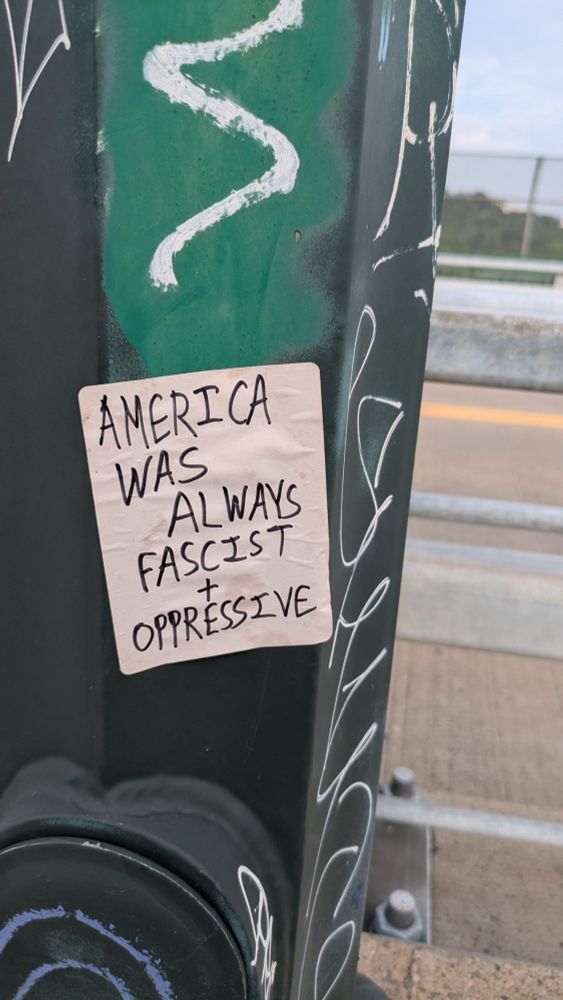 AMERICA
WAS
ALWAYS
FASCIST
+
OPPRESSIVE